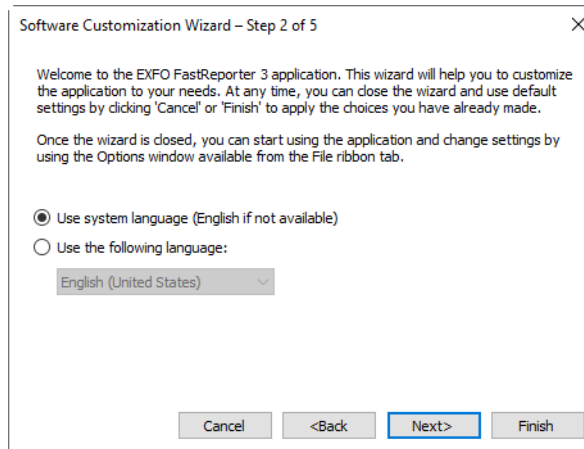 Software Customization Wizard – Step 2 of 5
Welcome to the EXFO FastReporter 3 application. This wizard will help you to customize
the application to your needs. At any time, you can close the wizard and use default
settings by clicking 'Cancel' or 'Finish' to apply the choices you have already made.
Once the wizard is closed, you can start using the application and change settings by
using the Options window available from the File ribbon tab.
Use system language (English if not available)
Use the following language:
English (United States)
Cancel
<Back
Next>
Finish